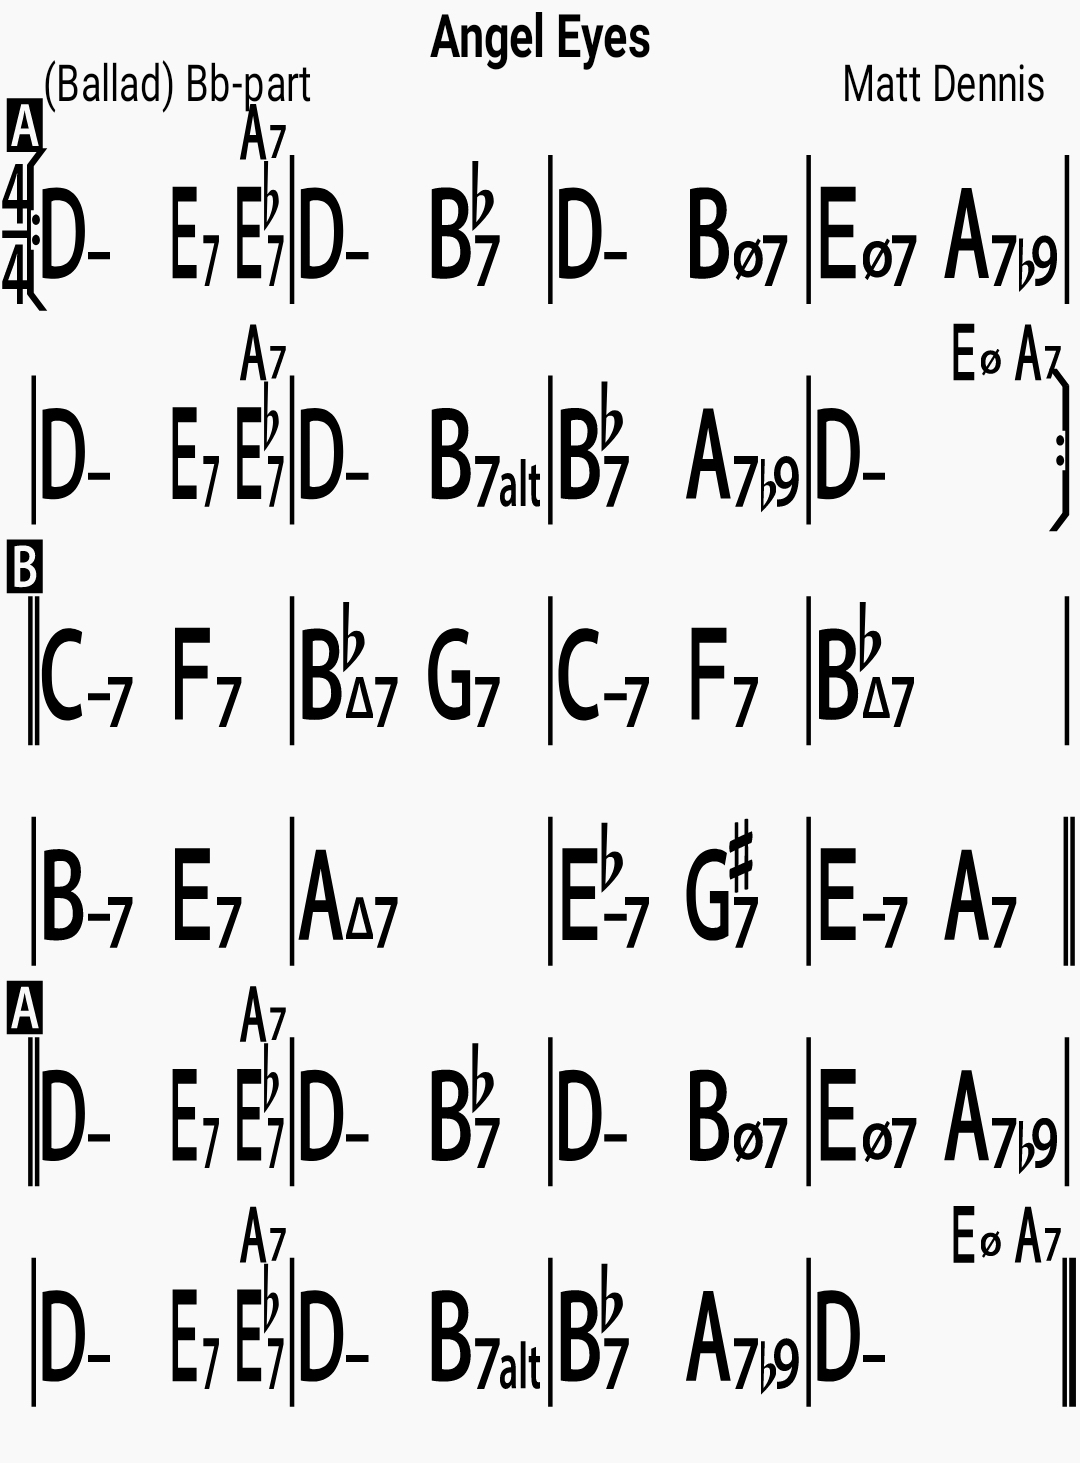 Angel Eyes
(Ballad) Bb-part Matt Dennis
A A7
4/4 D– E7 E♭7 D– B♭7 D– Bø7 Eø7 A7♭9
A7 Eø A7
D– E7 E♭7 D– B7alt B♭7 A7♭9 D–
B
C–7 F7 B♭Δ7 G7 C–7 F7 B♭Δ7
B–7 E7 AΔ7 E♭–7 G♯7 E–7 A7
A A7
D– E7 E♭7 D– B♭7 D– Bø7 Eø7 A7♭9
A7 Eø A7
D– E7 E♭7 D– B7alt B♭7 A7♭9 D–